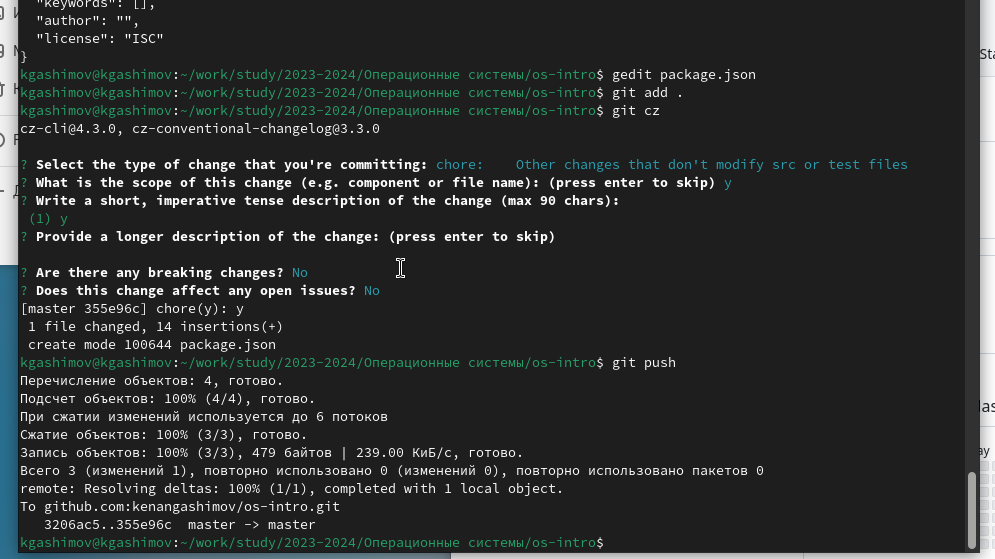 "keywords": [],
"author": "",
"license": "ISC"
}
kgashimov@kgashimov:~/work/study/2023-2024/Операционные системы/os-intro$ gedit package.json
kgashimov@kgashimov:~/work/study/2023-2024/Операционные системы/os-intro$ git add .
kgashimov@kgashimov:~/work/study/2023-2024/Операционные системы/os-intro$ git cz
cz-cli@4.3.0, cz-conventional-changelog@3.3.0
? Select the type of change that you're committing: chore:    Other changes that don't modify src or test files
? What is the scope of this change (e.g. component or file name): (press enter to skip) y
? Write a short, imperative tense description of the change (max 90 chars):
(1) y
? Provide a longer description of the change: (press enter to skip)
? Are there any breaking changes? No
? Does this change affect any open issues? No
[master 355e96c] chore(y): y
1 file changed, 14 insertions(+)
create mode 100644 package.json
kgashimov@kgashimov:~/work/study/2023-2024/Операционные системы/os-intro$ git push
Перечисление объектов: 4, готово.
Подсчет объектов: 100% (4/4), готово.
При сжатии изменений используется до 6 потоков
Сжатие объектов: 100% (3/3), готово.
Запись объектов: 100% (3/3), 479 байтов | 239.00 КиБ/с, готово.
Всего 3 (изменений 1), повторно использовано 0 (изменений 0), повторно использовано пакетов 0
remote: Resolving deltas: 100% (1/1), completed with 1 local object.
To github.com:kenangashimov/os-intro.git
3206ac5..355e96c  master -> master
kgashimov@kgashimov:~/work/study/2023-2024/Операционные системы/os-intro$